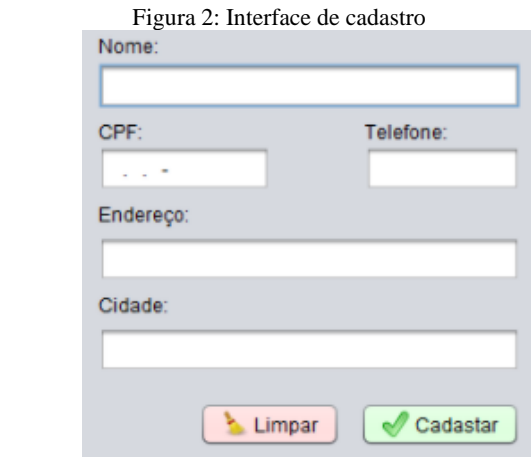 Figura 2: Interface de cadastro
Nome:
CPF: Telefone:
. . -
Endereço:
Cidade:
Limpar Cadastar